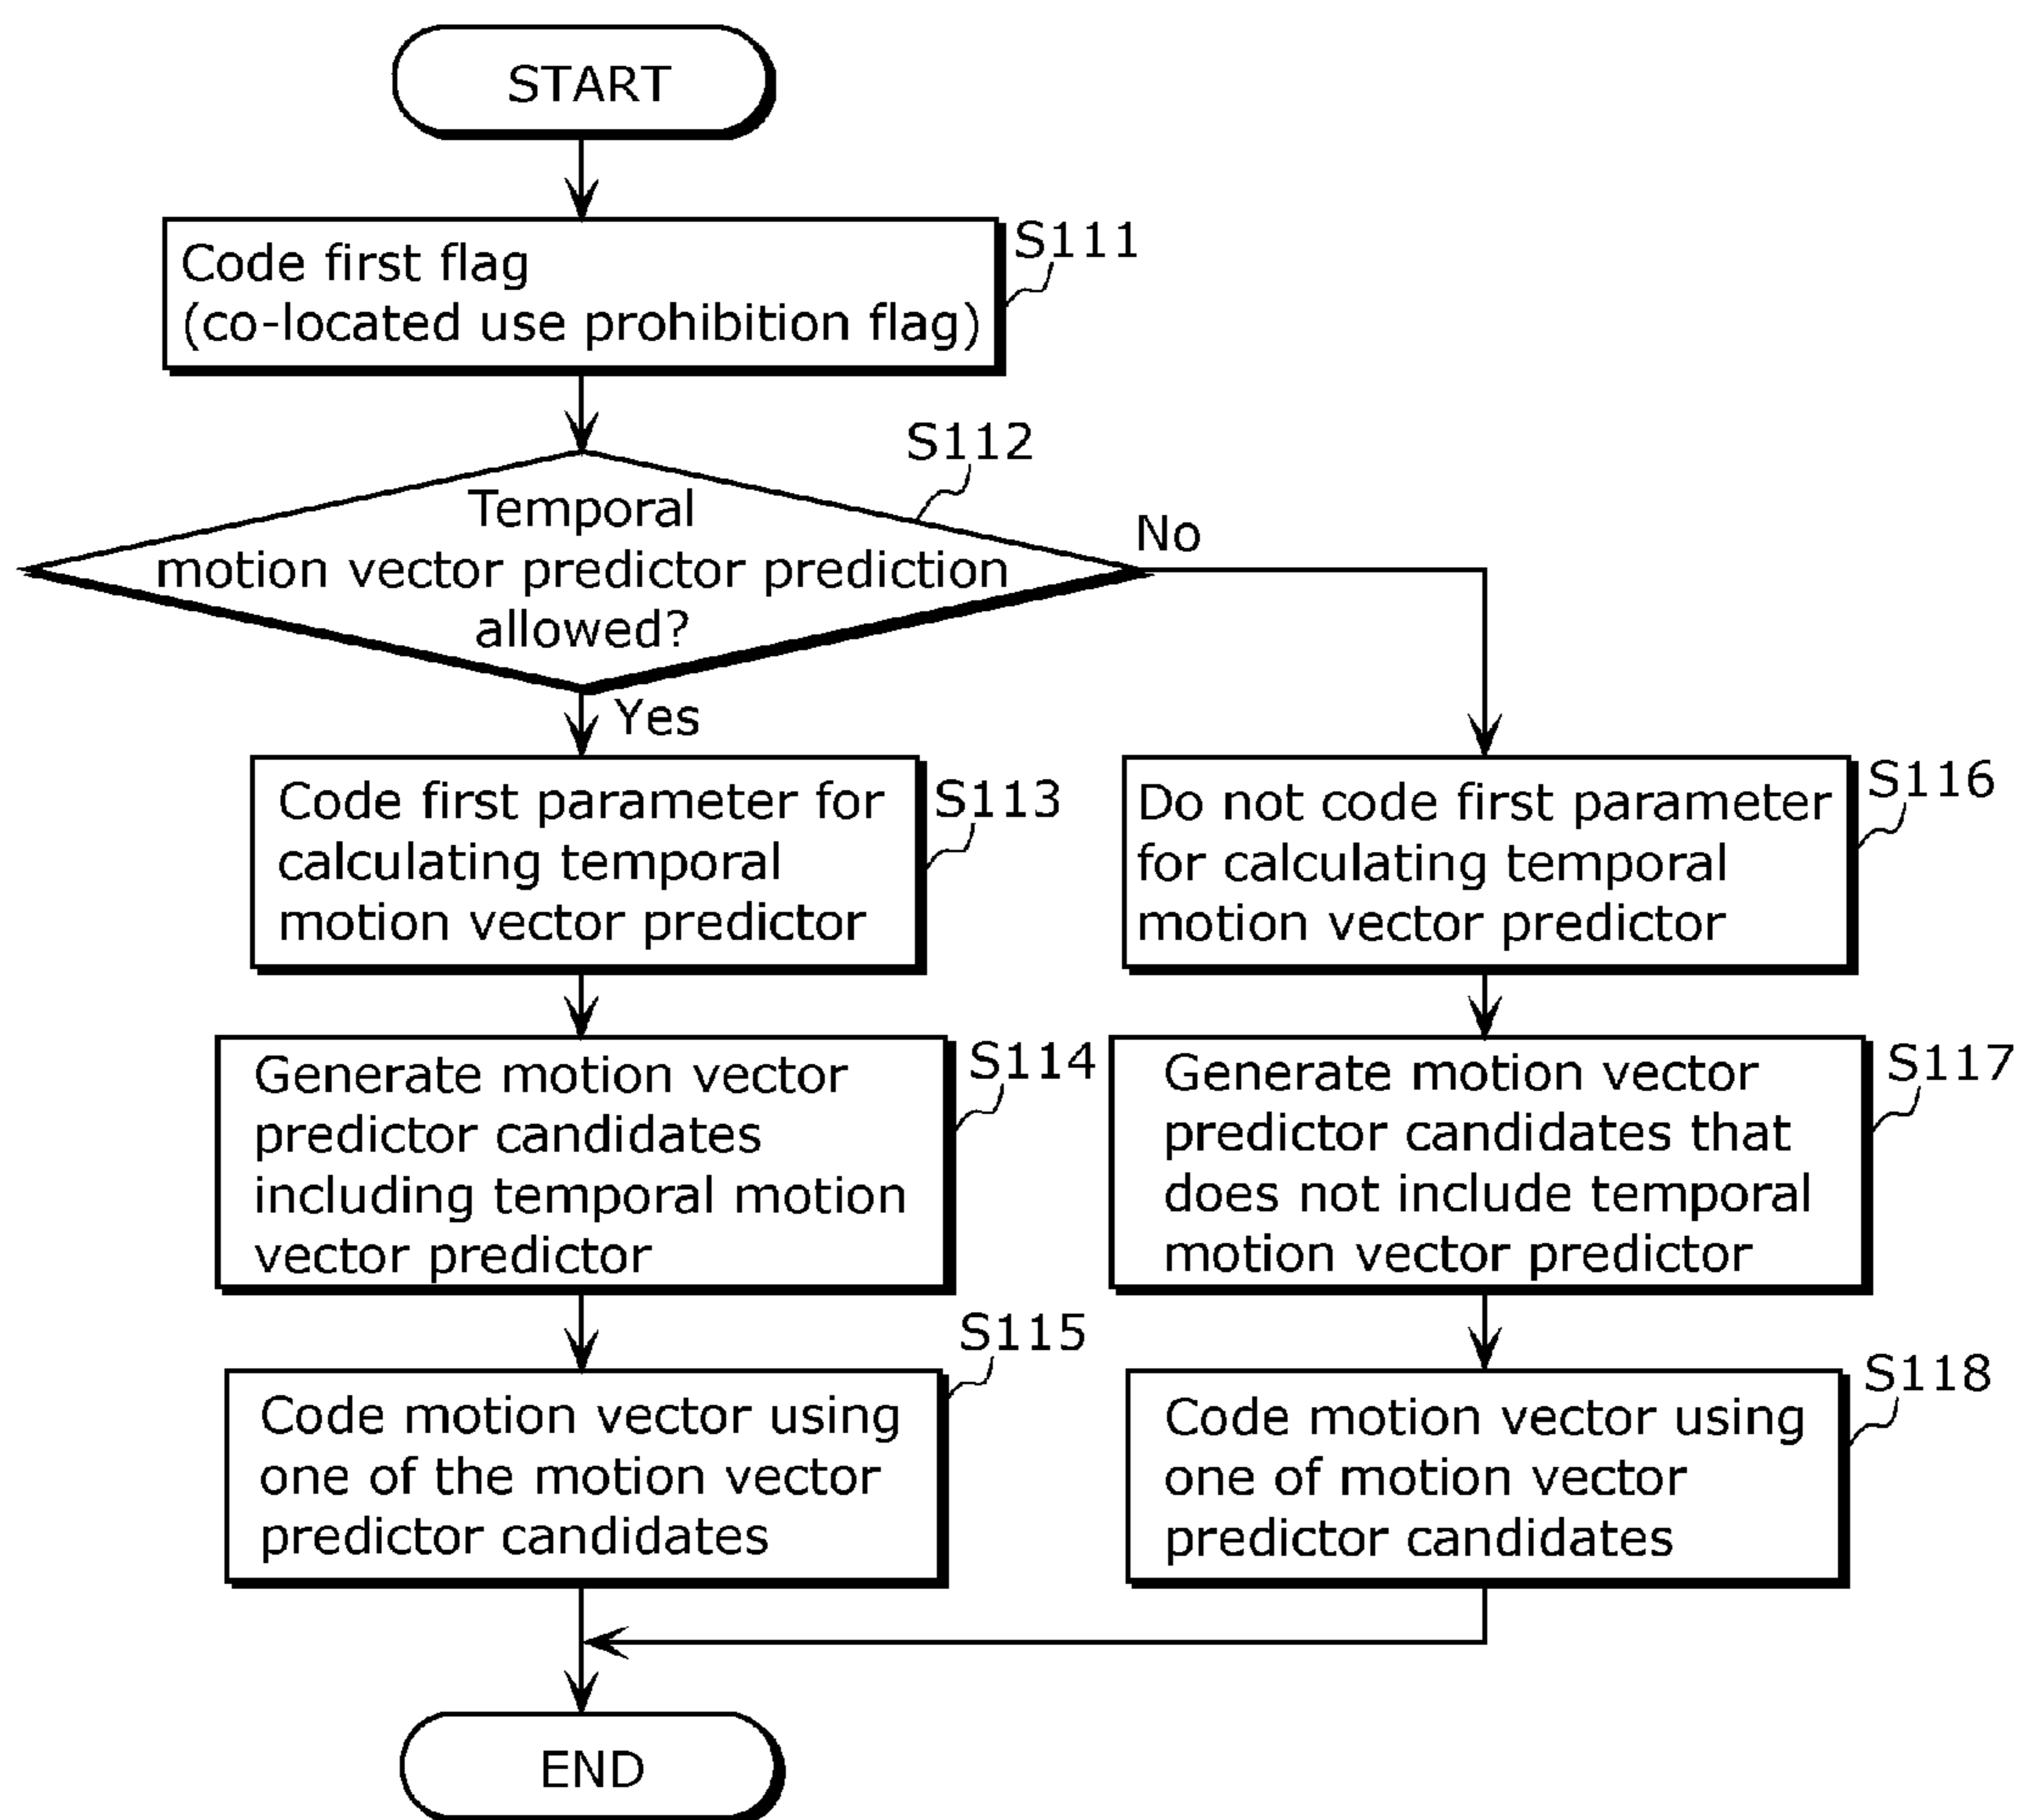 START
Code first flag
(co-located use prohibition flag)
S111
S112
Temporal
motion vector predictor prediction
allowed?
No
Yes
Code first parameter for
calculating temporal
motion vector predictor
S113
Do not code first parameter
for calculating temporal
motion vector predictor
S116
Generate motion vector
predictor candidates
including temporal motion
vector predictor
S114
Generate motion vector
predictor candidates that
does not include temporal
motion vector predictor
S117
Code motion vector using
one of the motion vector
predictor candidates
S115
Code motion vector using
one of motion vector
predictor candidates
S118
END